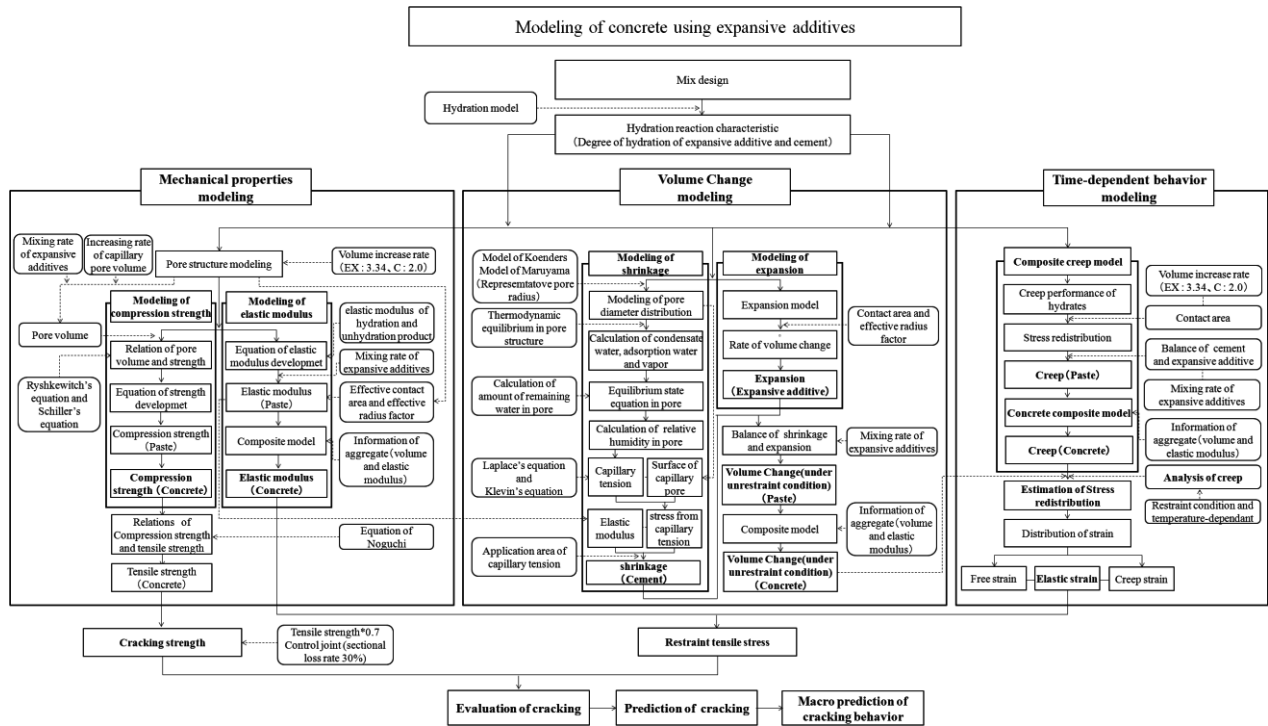 Modeling of concrete using expansive additives
Mix design
Hydration model
Hydration reaction characteristic
(Degree of hydration of expansive additive and cement)
Mechanical properties
modeling
Mixing rate
of expansive
additives
Increasing rate
of capillary
pore volume
Pore structure modeling
Volume increase rate
(EX : 3.34、C : 2.0)
Modeling of
compression strength
Modeling of
elastic modulus
Pore volume
Relation of pore
volume and strength
Equation of elastic
modulus developmet
elastic modulus of
hydration and
unhydration product
Mixing rate of
expansive additives
Ryshkewitch's
equation and
Schiller's
equation
Equation of
strength developmet
Elastic modulus
(Paste)
Effective contact
area and effective
radius factor
Compression strength
(Paste)
Composite model
Information of
aggregate(volume
and elastic
modulus)
Compression
strength (Concrete)
Elastic modulus
(Concrete)
Relations of
Compression strength
and tensile strength
Equation of
Noguchi
Tensile strength
(Concrete)
Volume Change
modeling
Model of Koenders
Model of Maruyama
(Represemtatove pore
radius)
Modeling of
shrinkage
Modeling of
expansion
Modeling of pore
diameter distribution
Expansion model
Thermodynamic
equilibrium in pore
structure
Contact area and
effective radius
factor
Calculation of condensate
water, adsorption water
and vapor
Rate of volume change
Calculation of
amount of remaining
water in pore
Equilibrium state
equation in pore
Expansion
(Expansive additive)
Calculation of relative
humidity in pore
Balance of shrinkage
and expansion
Mixing rate of
expansive additives
Laplace's equation
and
Klevin's equation
Capillary
tension
Surface of
capillary
pore
Volume Change(under
unrestraint condition)
(Paste)
Elastic
modulus
stress from
capillary
tension
Composite model
Information of
aggregate (volume
and elastic
modulus)
Application area of
capillary tension
shrinkage
(Cement)
Volume Change(under
unrestraint condition)
(Concrete)
Time-dependent behavior
modeling
Composite creep model
Volume increase rate
(EX : 3.34、C : 2.0)
Creep performance of
hydrates
Contact area
Stress redistribution
Balance of cement
and expansive additive
Creep(Paste)
Mixing rate of
expansive additives
Concrete composite model
Information of
aggregate (volume and
elastic modulus)
Creep(Concrete)
Analysis of creep
Estimation of Stress
redistribution
Restraint condition and
temperature-dependant
Distribution of strain
Free strain
Elastic strain
Creep strain
Cracking strength
Tensile strength*0.7
Control joint (sectional
loss rate 30%)
Restraint tensile stress
Evaluation of cracking
Prediction of cracking
Macro prediction of
cracking behavior